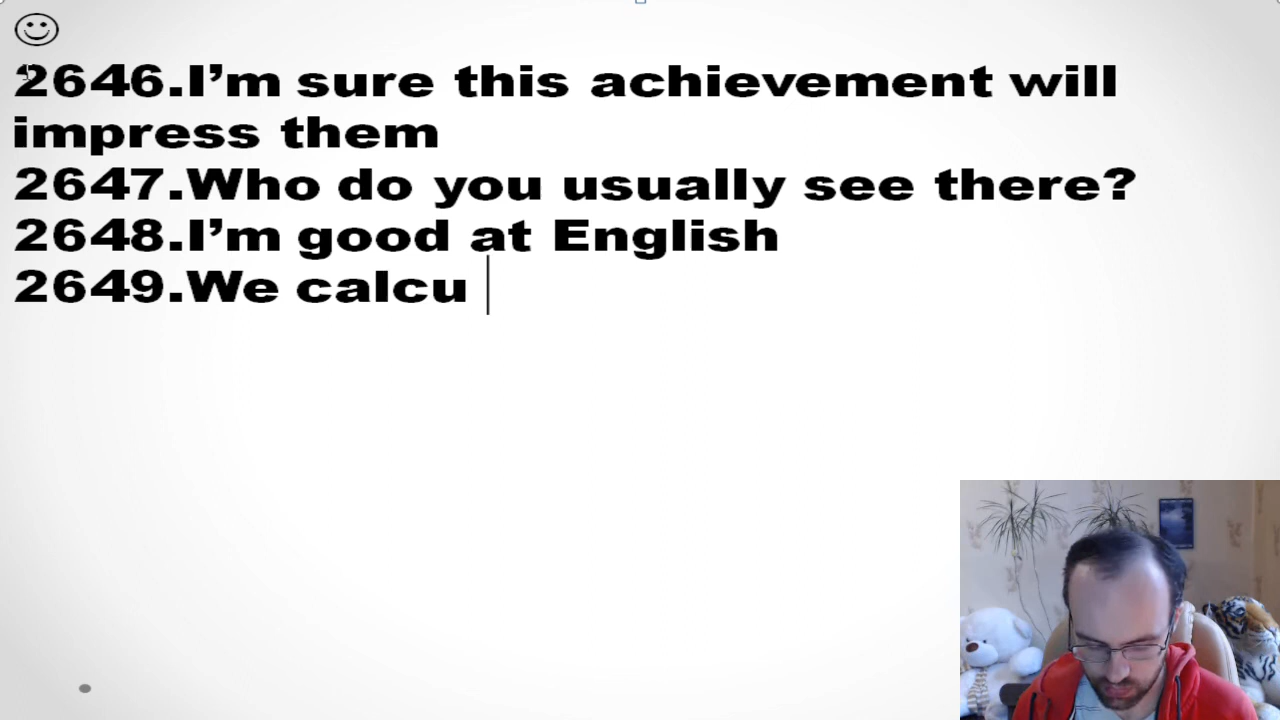 2646.I’m sure this achievement will
impress them
2647.Who do you usually see there?
2648.I’m good at English
2649.We calcu